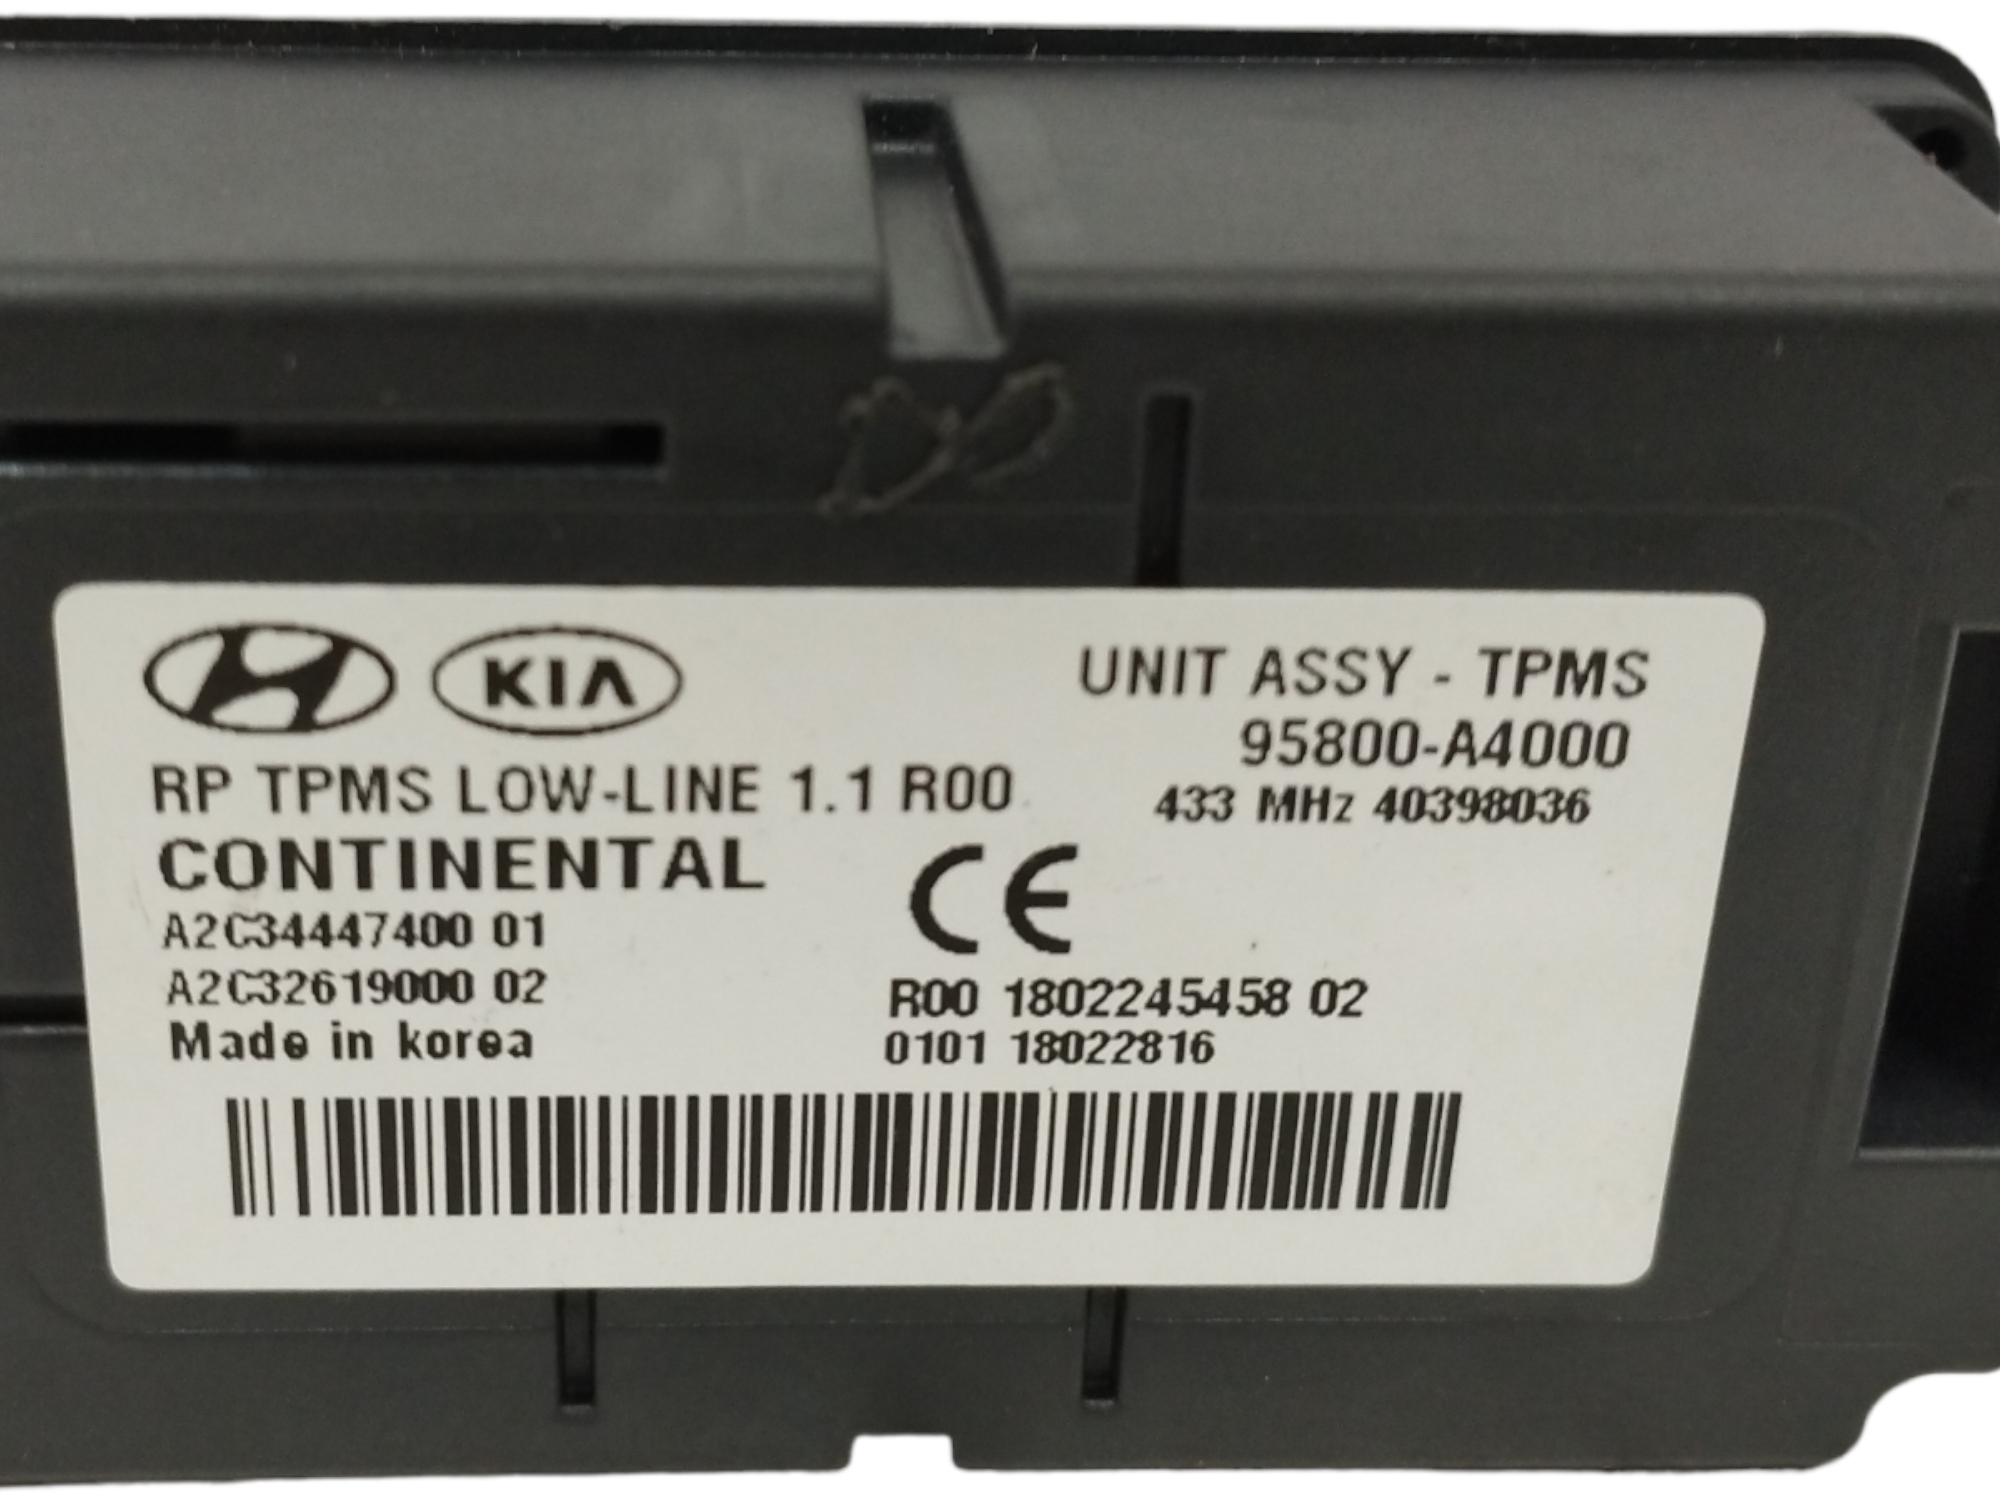 KIA
UNIT ASSY - TPMS
95800-A4000
433 MHz 40398036
RP TPMS LOW-LINE 1.1 R00
CONTINENTAL
A2C34447400 01
A2C32619000 02
Made in korea
CE
R00 1802245458 02
0101 18022816